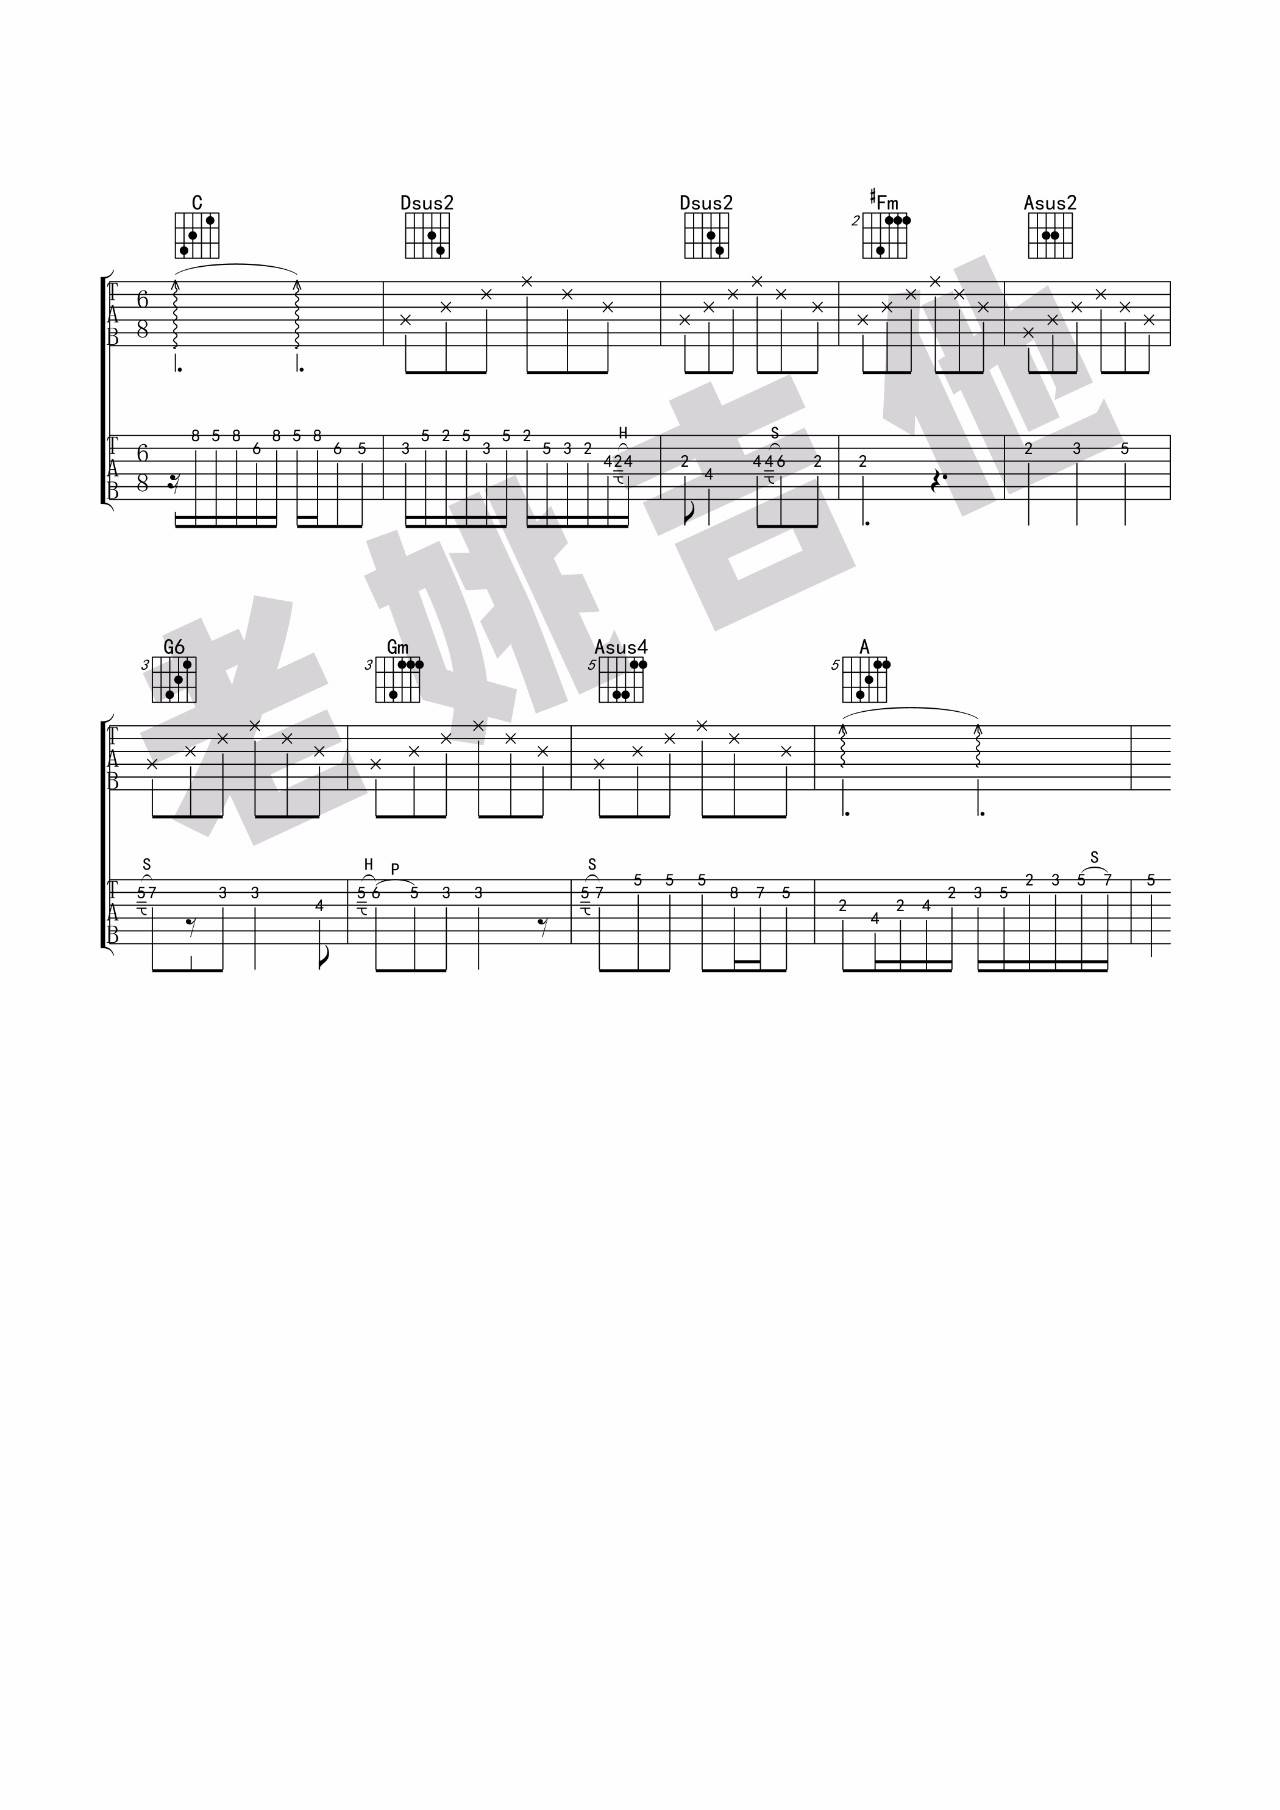 C Dsus2 Dsus2 #Fm Asus2
2
T A B 6 8
H S
T A B 6 8
8 5 8 6 8 5 8 6 5 3 5 2 5 3 5 2 5 3 2 4 2 4 2 4 4 4 6 2 2 2 3 5
老姚吉他
G6 Gm Asus4 A
3 3 5 5
T A B
S H P S S
T A B
5 7 3 3 4 5 6 5 3 3 5 7 5 5 5 8 7 5 2 4 2 4 2 3 5 2 3 5 7 5